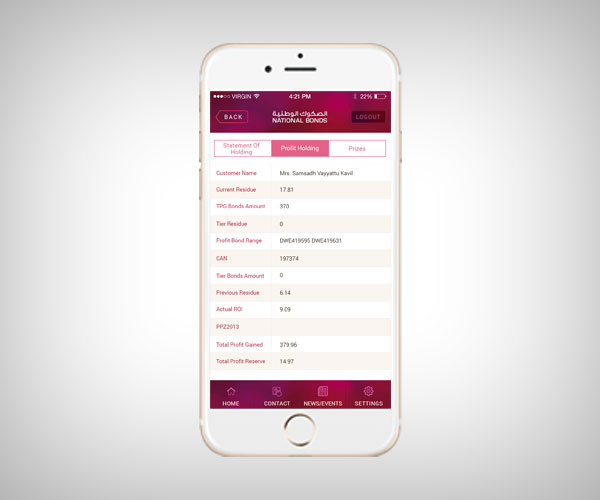 VIRGIN 4:21 PM 22%
BACK
الصكوك الوطنية
NATIONAL BONDS
LOGOUT
Statement Of
Holding
Profit Holding
Prizes
Customer Name Mrs. Samsadh Vayyattu Kavil
Current Residue 17.81
TPG Bonds Amount 370
Tier Residue 0
Profit Bond Range DWE419595 DWE419631
CAN 197374
Tier Bonds Amount 0
Previous Residue 6.14
Actual ROI 9.09
PPZ2013
Total Profit Gained 379.96
Total Profit Reserve 14.97
HOME CONTACT NEWS/EVENTS SETTINGS